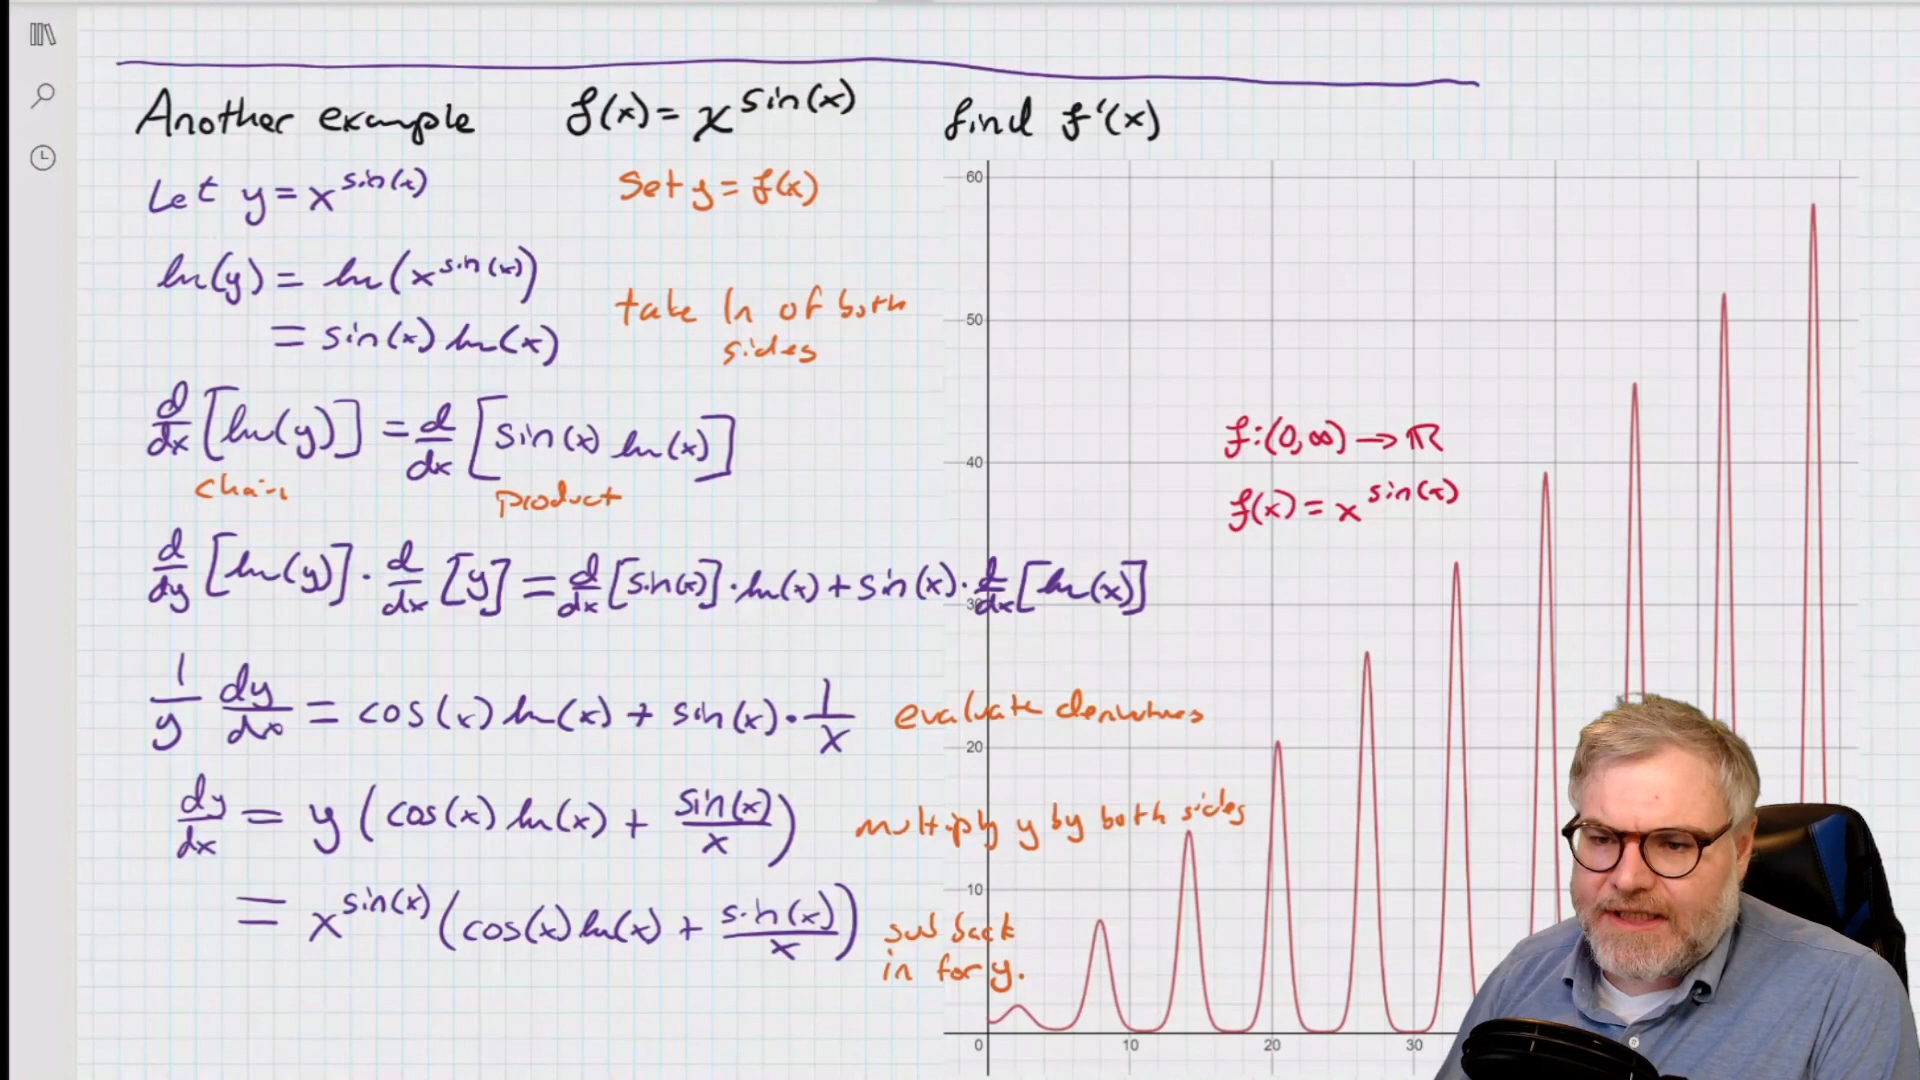 Another example f(x) = x^sin(x) find f'(x)
Let y = x^sin(x) Set y = f(x)
ln(y) = ln(x^sin(x))
= sin(x) ln(x)
take ln of both
sides
d/dx [ln(y)] = d/dx [sin(x) ln(x)]
chain product
d/dy [ln(y)] · d/dx [y] = d/dx [sin(x)] · ln(x) + sin(x) · d/dx [ln(x)]
1/y dy/dx = cos(x) ln(x) + sin(x) · 1/x evaluate derivatives
dy/dx = y (cos(x) ln(x) + sin(x)/x) multiply y by both sides
= x^sin(x) (cos(x) ln(x) + sin(x)/x) sub back
in for y.
f:(0,∞) → ℝ
f(x) = x^sin(x)
60
50
40
30
20
10
0 10 20 30